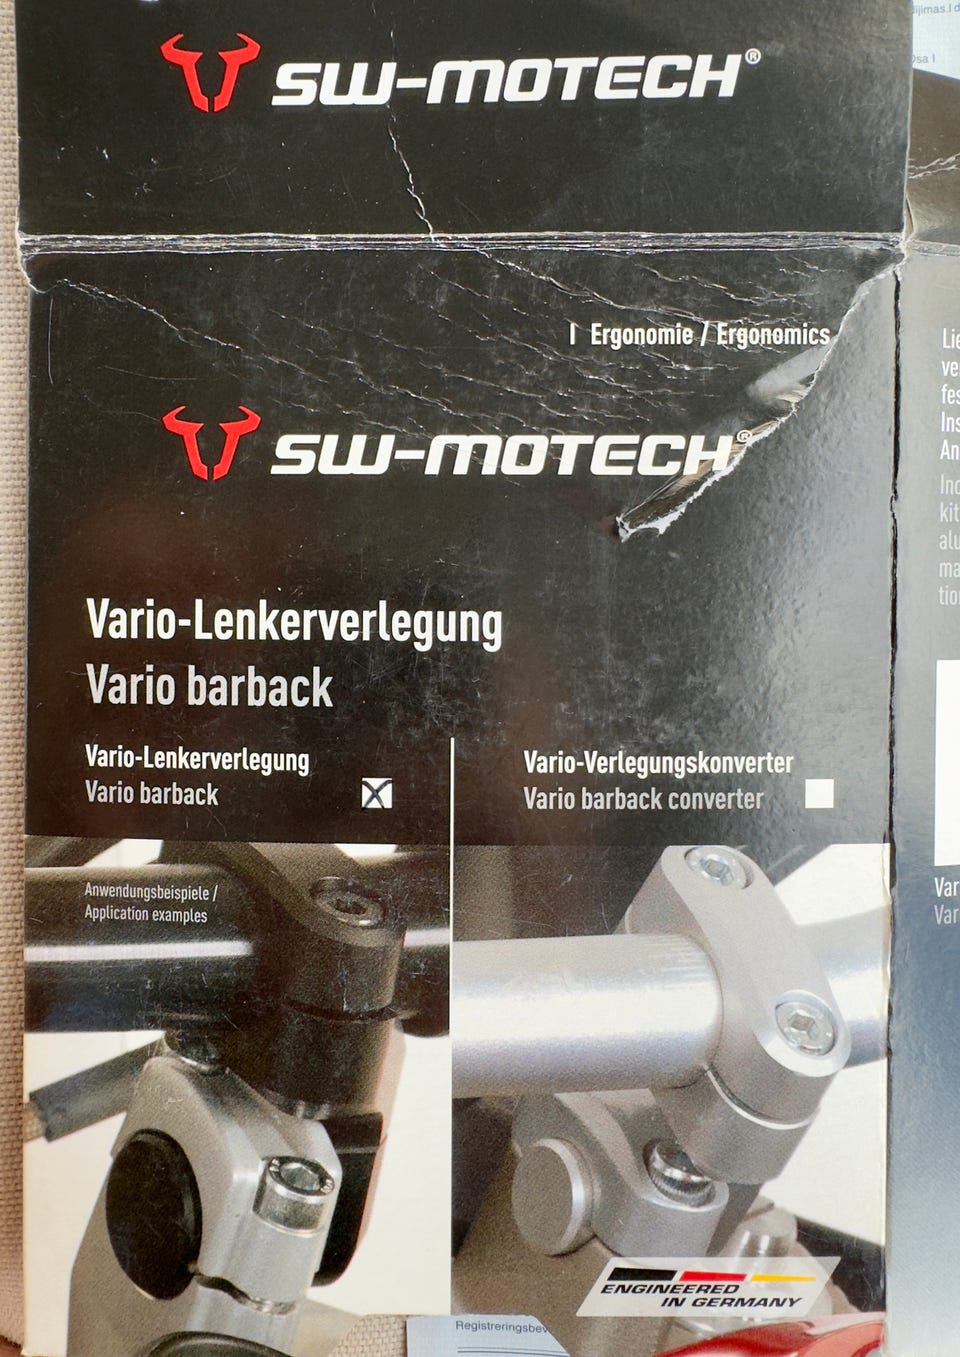 SW-MOTECH®
| Ergonomie / Ergonomics
SW-MOTECH®
Vario-Lenkerverlegung
Vario barback
Vario-Lenkerverlegung
Vario barback
Vario-Verlegungskonverter
Vario barback converter
Anwendungsbeispiele /
Application examples
ENGINEERED
IN GERMANY